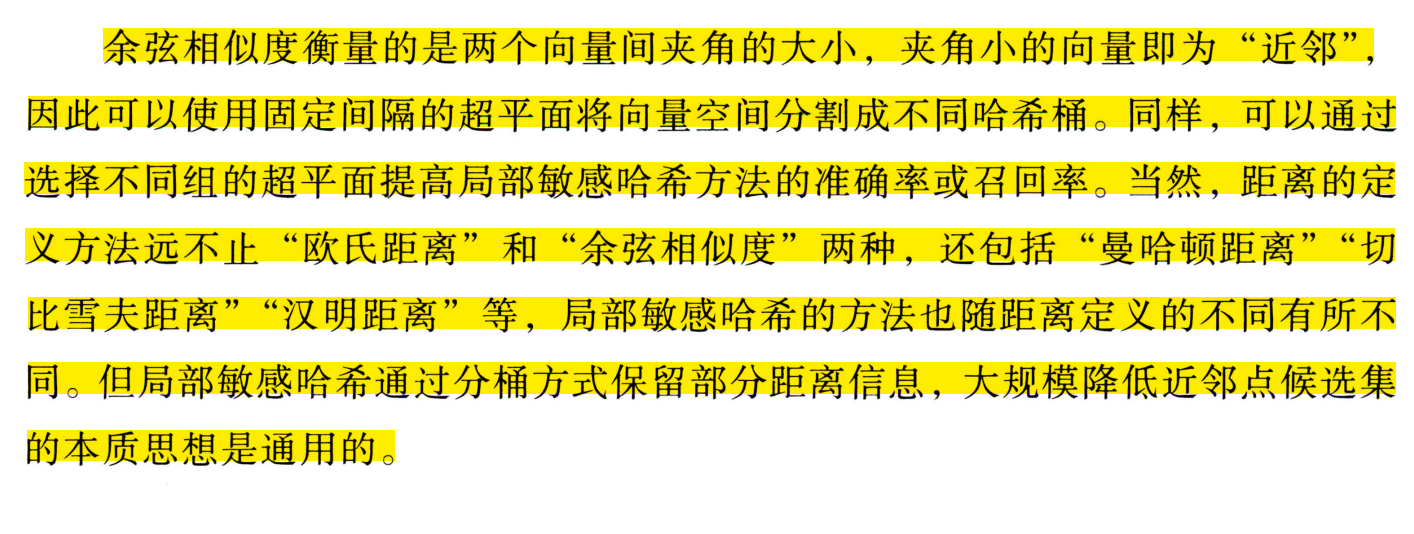 余弦相似度衡量的是两个向量间夹角的大小，夹角小的向量即为“近邻”，
因此可以使用固定间隔的超平面将向量空间分割成不同哈希桶。同样，可以通过
选择不同组的超平面提高局部敏感哈希方法的准确率或召回率。当然，距离的定
义方法远不止“欧氏距离”和“余弦相似度”两种，还包括“曼哈顿距离”“切
比雪夫距离”“汉明距离”等，局部敏感哈希的方法也随距离定义的不同有所不
同。但局部敏感哈希通过分桶方式保留部分距离信息，大规模降低近邻点候选集
的本质思想是通用的。